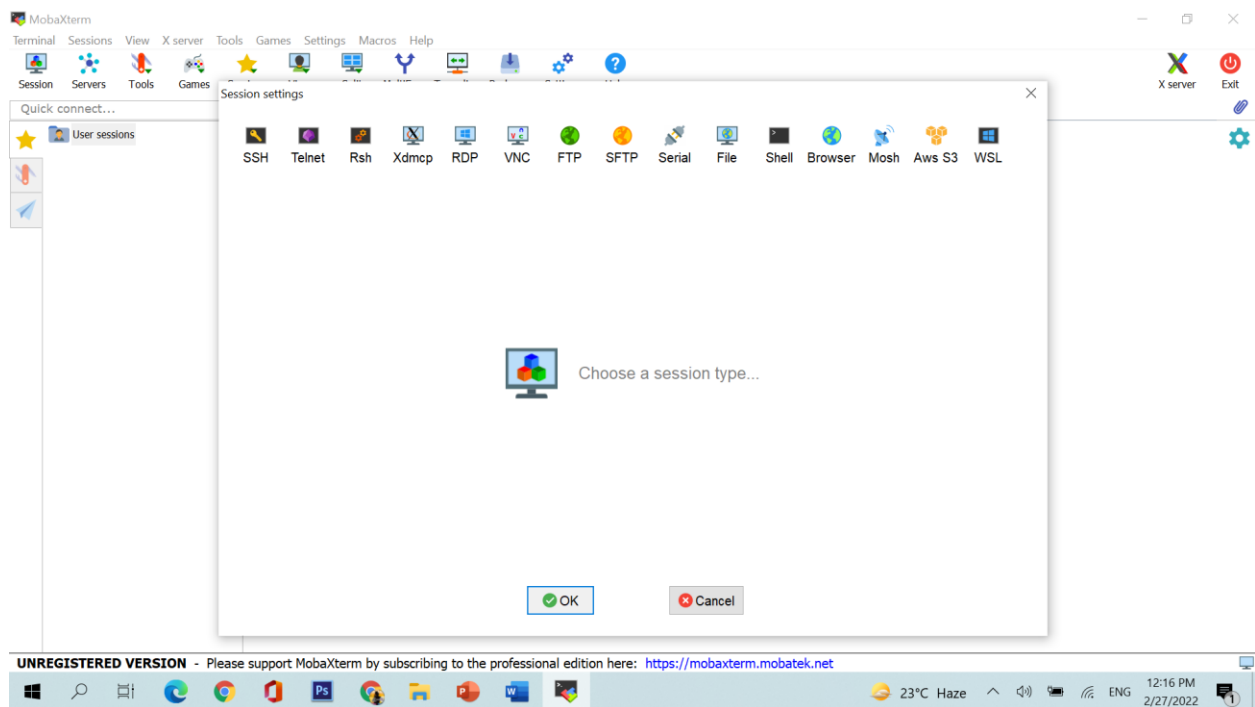 MobaXterm
Terminal Sessions View X server Tools Games Settings Macros Help
Session Servers Tools Games X server Exit
Session settings
Quick connect...
User sessions
SSH Telnet Rsh Xdmcp RDP VNC FTP SFTP Serial File Shell Browser Mosh Aws S3 WSL
Choose a session type...
OK Cancel
UNREGISTERED VERSION - Please support MobaXterm by subscribing to the professional edition here: https://mobaxterm.mobatek.net
Ps
23°C Haze ENG 12:16 PM
2/27/2022
1